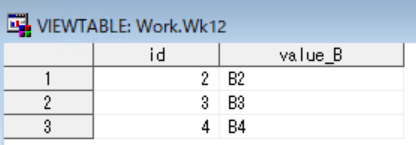 VIEWTABLE: Work.Wk12
id value_B
1 2 B2
2 3 B3
3 4 B4